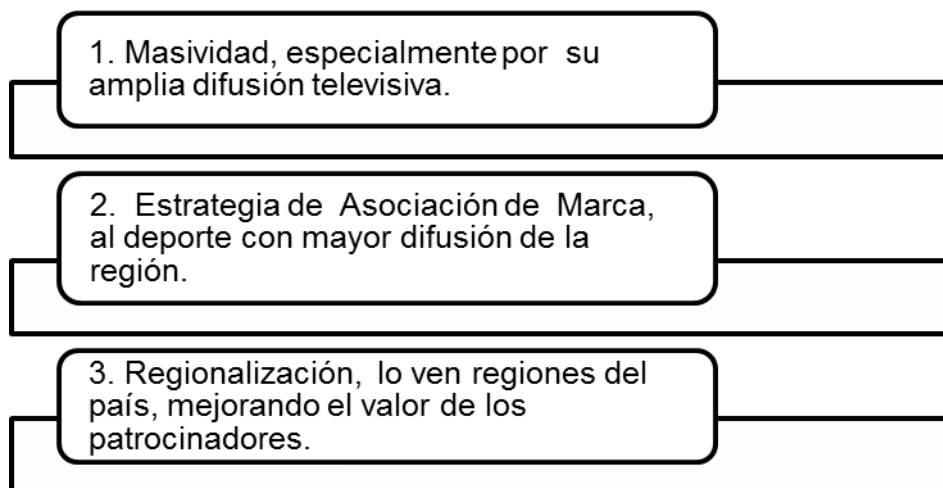 1. Masividad, especialmente por su
amplia difusión televisiva.
2. Estrategia de Asociación de Marca,
al deporte con mayor difusión de la
región.
3. Regionalización, lo ven regiones del
país, mejorando el valor de los
patrocinadores.